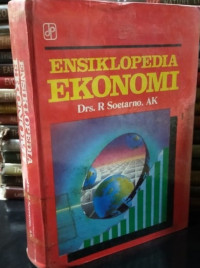 ENSIKLOPEDIA
EKONOMI
Drs. R Soetarno. AK
ENSIKLOPEDIA
EKONOMI